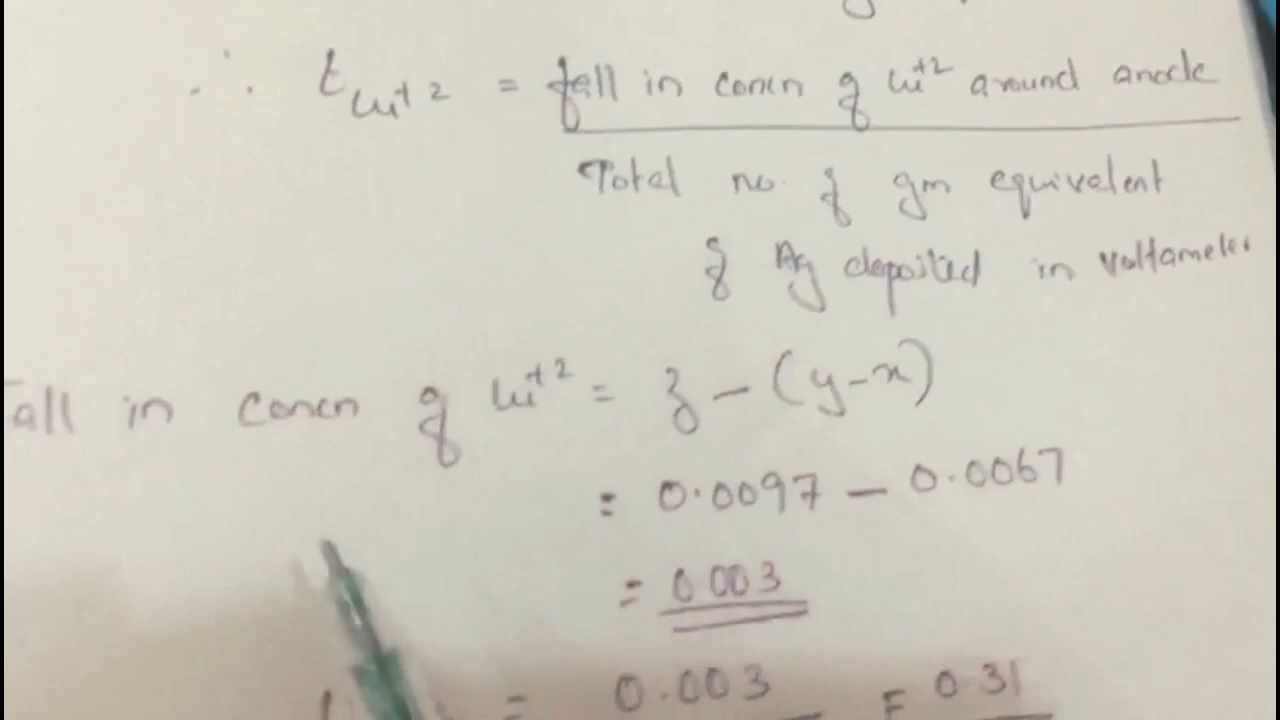 ∴ t Cu+2 = fall in concn of Cu+2 around anode
Total no. of gm equivalent
of Ag deposited in voltameter
Fall in concn of Cu+2 = z - (y-x)
= 0.0097 - 0.0067
= 0.003
= 0.003 = 0.31